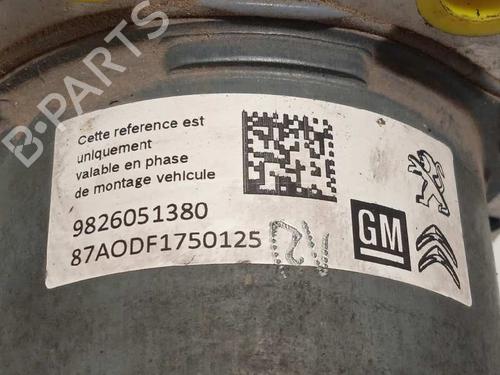 B-PARTS
Cette reference est
uniquement
valable en phase
de montage vehicule
9826051380
87AODF1750125
GM